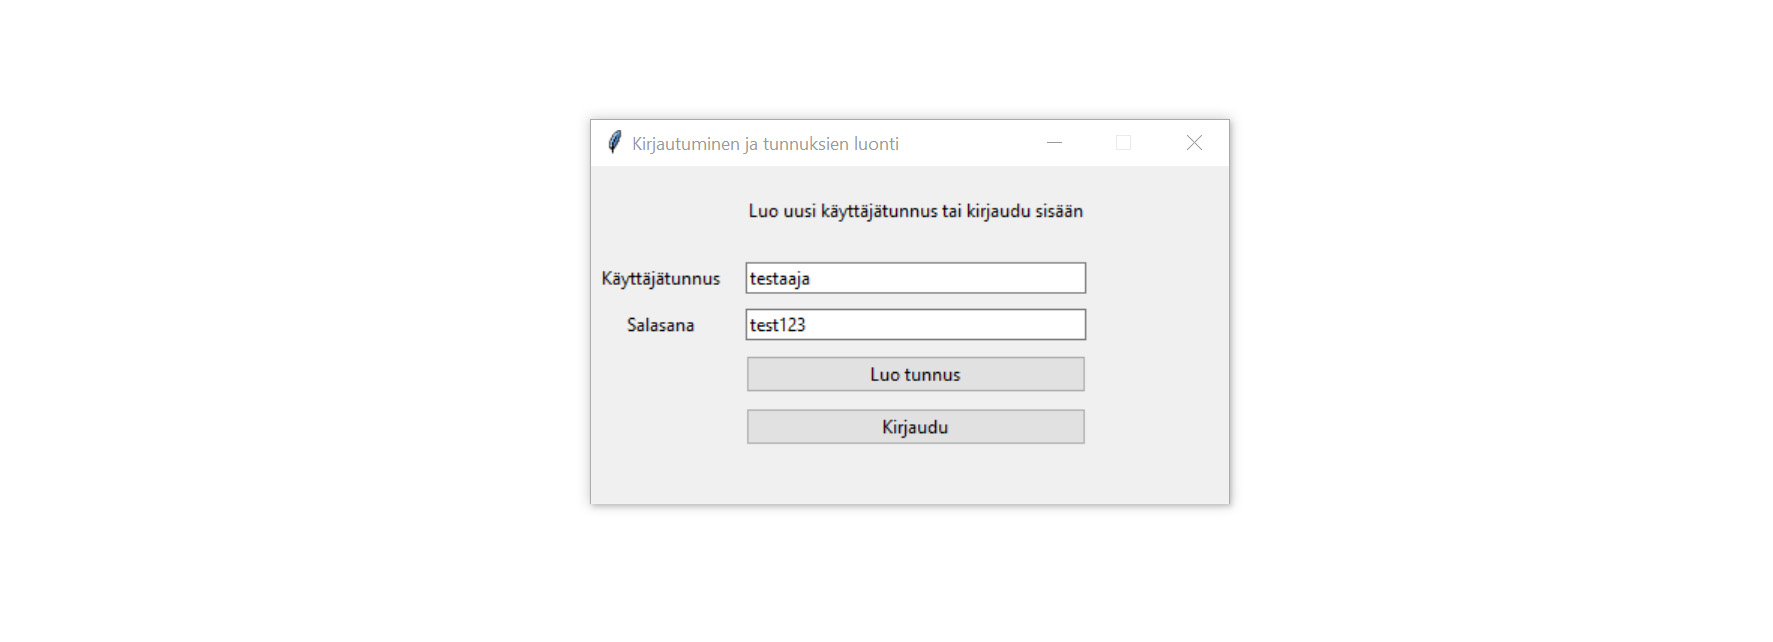 Kirjautuminen ja tunnuksien luonti
Luo uusi käyttäjätunnus tai kirjaudu sisään
Käyttäjätunnus testaaja
Salasana test123
Luo tunnus
Kirjaudu